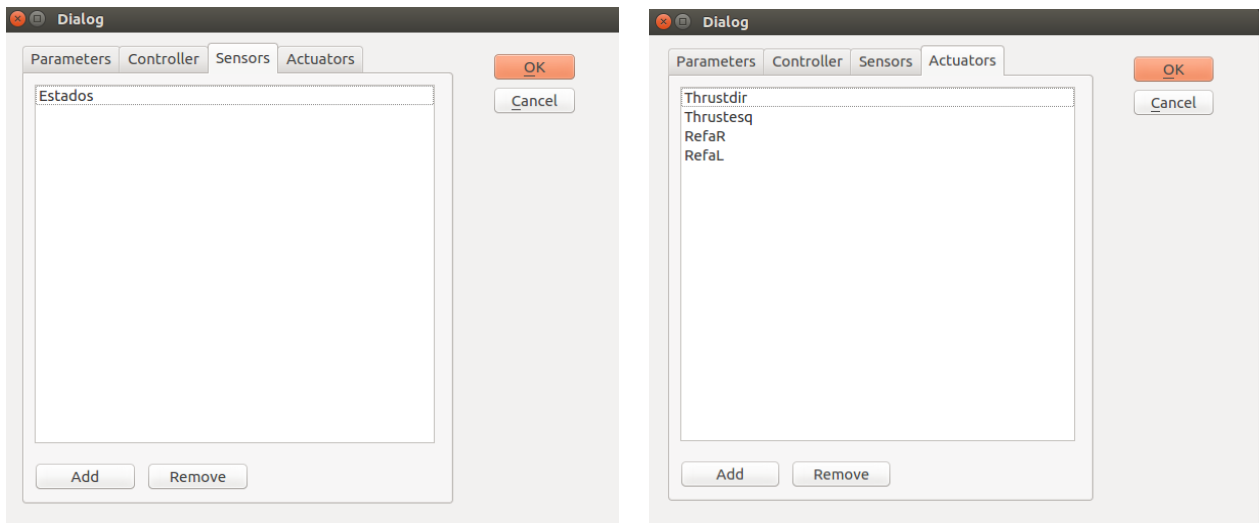 Dialog
Parameters Controller Sensors Actuators
OK
Cancel
Estados
Add Remove
Dialog
Parameters Controller Sensors Actuators
OK
Cancel
Thrustdir
Thrustesq
RefaR
RefaL
Add Remove